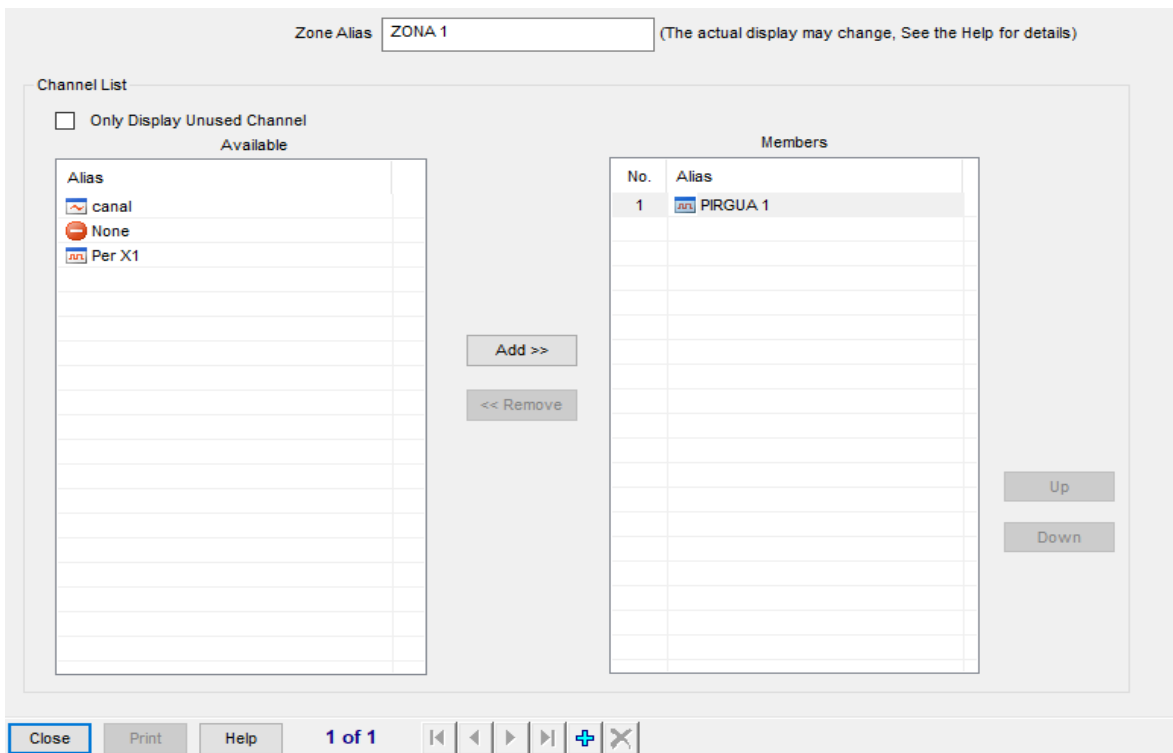 Zone Alias ZONA 1 (The actual display may change, See the Help for details)
Channel List
Only Display Unused Channel
Available
Alias
canal
None
Per X1
Add >>
<< Remove
Members
No. Alias
1 PIRGUA 1
Up
Down
Close Print Help 1 of 1